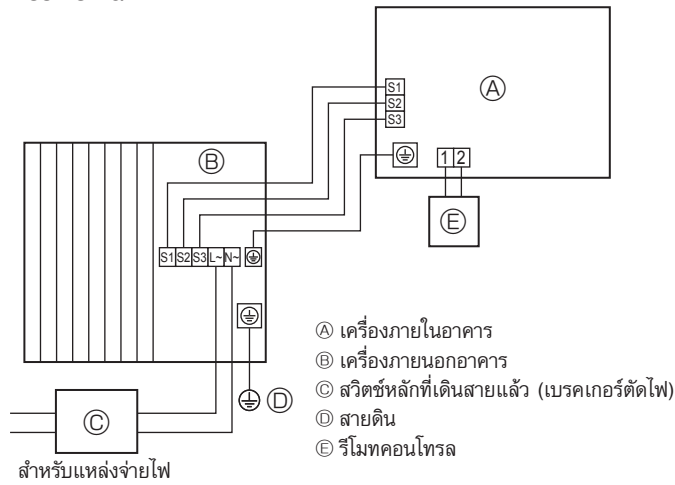 S1
S2
S3
Ⓐ
1 2
Ⓔ
Ⓑ
S1 S2 S3 L~ N~
Ⓓ
Ⓒ
สำหรับแหล่งจ่ายไฟ
Ⓐ เครื่องภายในอาคาร
Ⓑ เครื่องภายนอกอาคาร
Ⓒ สวิตช์หลักที่เดินสายแล้ว (เบรคเกอร์ตัดไฟ)
Ⓓ สายดิน
Ⓔ รีโมทคอนโทรล